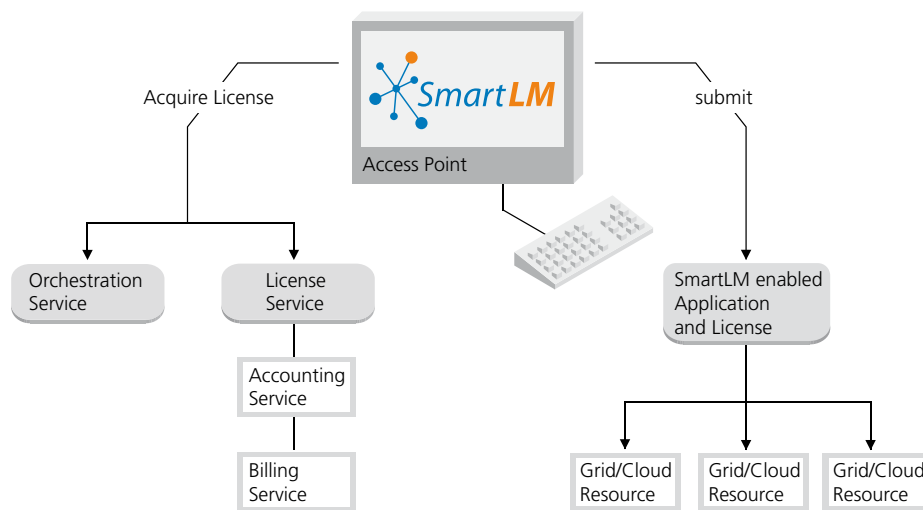 SmartLM
Acquire License
submit
Access Point
Orchestration
Service
License
Service
SmartLM enabled
Application
and License
Accounting
Service
Billing
Service
Grid/Cloud
Resource
Grid/Cloud
Resource
Grid/Cloud
Resource